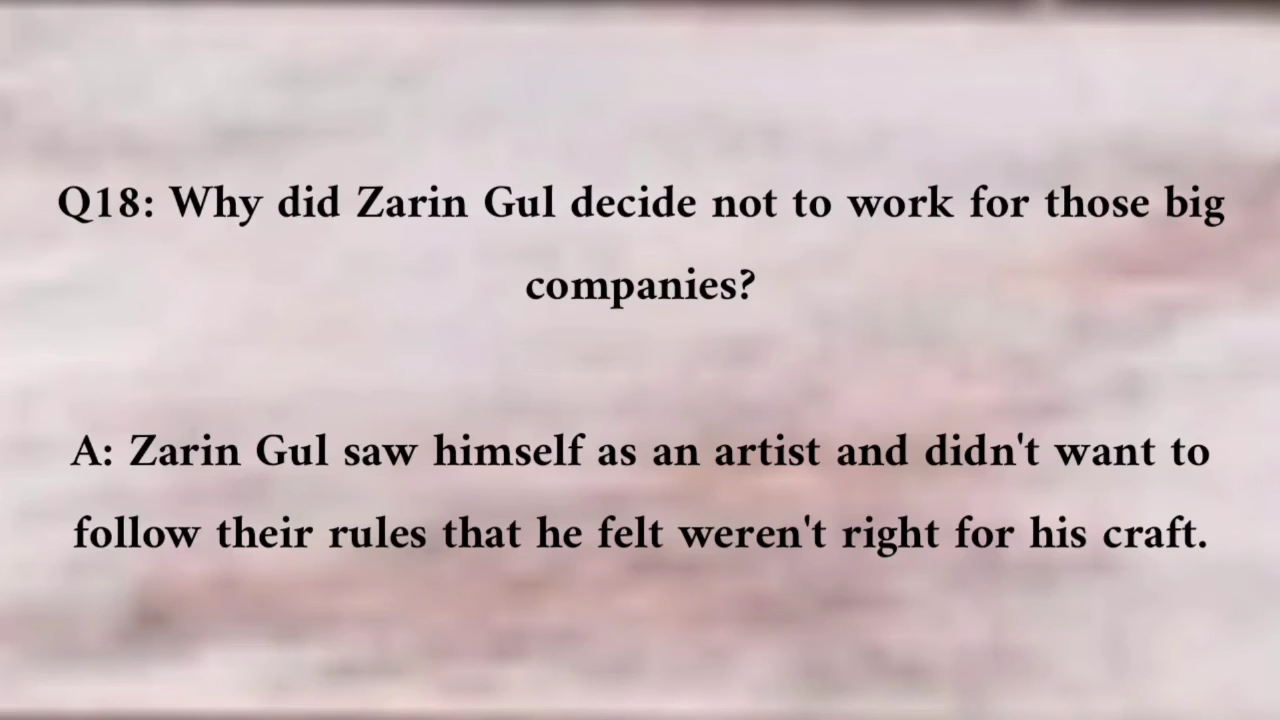 Q18: Why did Zarin Gul decide not to work for those big
companies?
A: Zarin Gul saw himself as an artist and didn't want to
follow their rules that he felt weren't right for his craft.